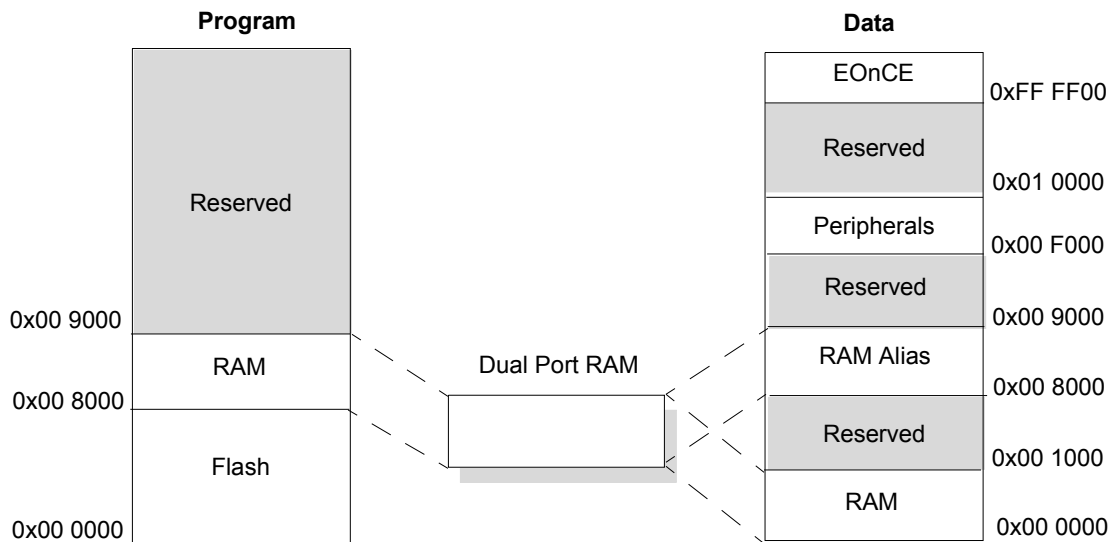 Program
Reserved
0x00 9000
RAM
0x00 8000
Flash
0x00 0000
Dual Port RAM
Data
EOnCE
0xFF FF00
Reserved
0x01 0000
Peripherals
0x00 F000
Reserved
0x00 9000
RAM Alias
0x00 8000
Reserved
0x00 1000
RAM
0x00 0000